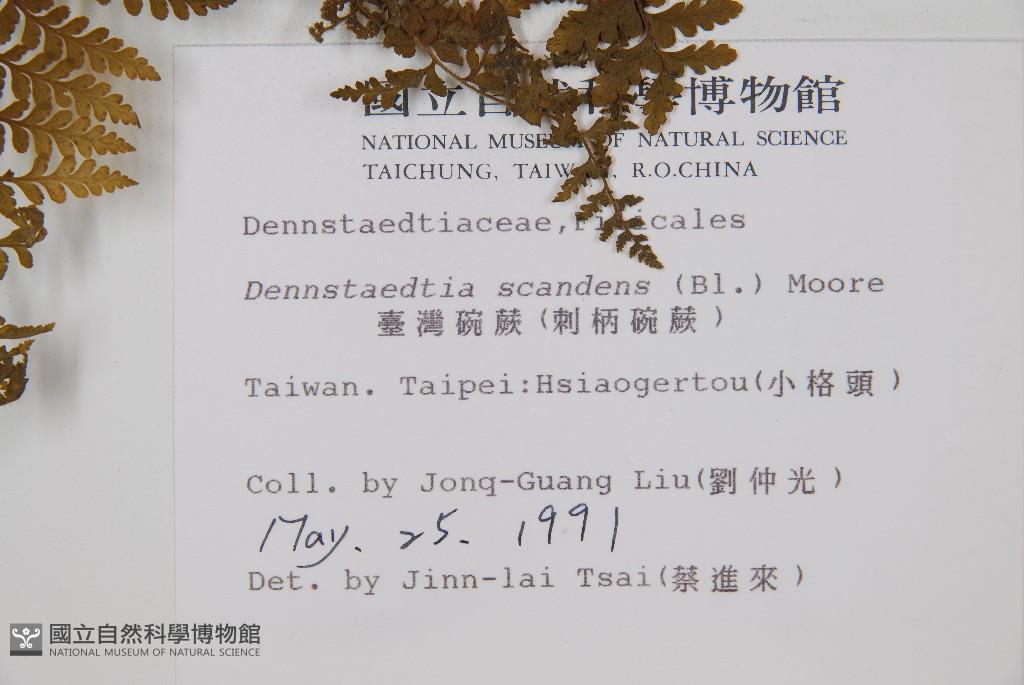 國立自然科學博物館
NATIONAL MUSEUM OF NATURAL SCIENCE
TAICHUNG, TAIWAN, R.O.CHINA
Dennstaedtiaceae,Filicales
Dennstaedtia scandens (Bl.) Moore
臺灣碗蕨(刺柄碗蕨)
Taiwan. Taipei:Hsiaogertou(小格頭)
Coll. by Jonq-Guang Liu(劉仲光)
May. 25. 1991
Det. by Jinn-lai Tsai(蔡進來)
國立自然科學博物館
NATIONAL MUSEUM OF NATURAL SCIENCE